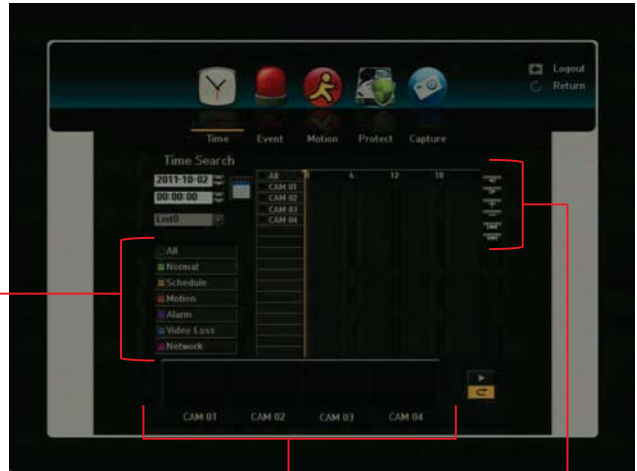 Logout
Return
Time Event Motion Protect Capture
Time Search
2011-10-02
00:00:00
List0
All 0 6 12 18
CAM 01
CAM 02
CAM 03
CAM 04
All
Normal
Schedule
Motion
Alarm
Video Loss
Network
CAM 01 CAM 02 CAM 03 CAM 04